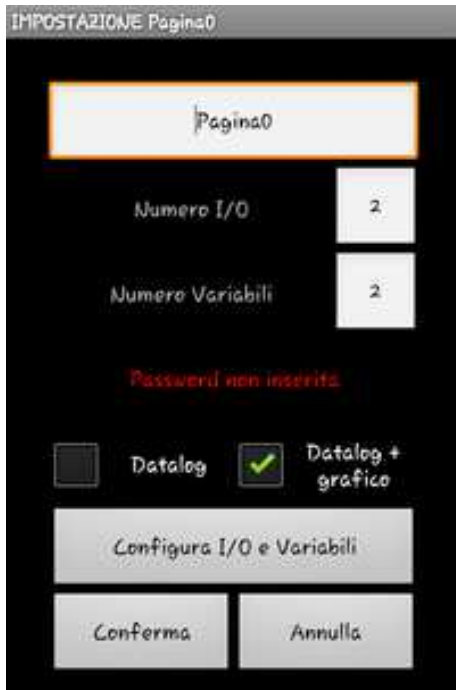 IMPOSTAZIONE Pagina0
Pagina0
Numero I/O 2
Numero Variabili 2
Password non inserita
Datalog
Datalog +
grafico
Configura I/O e Variabili
Conferma Annulla